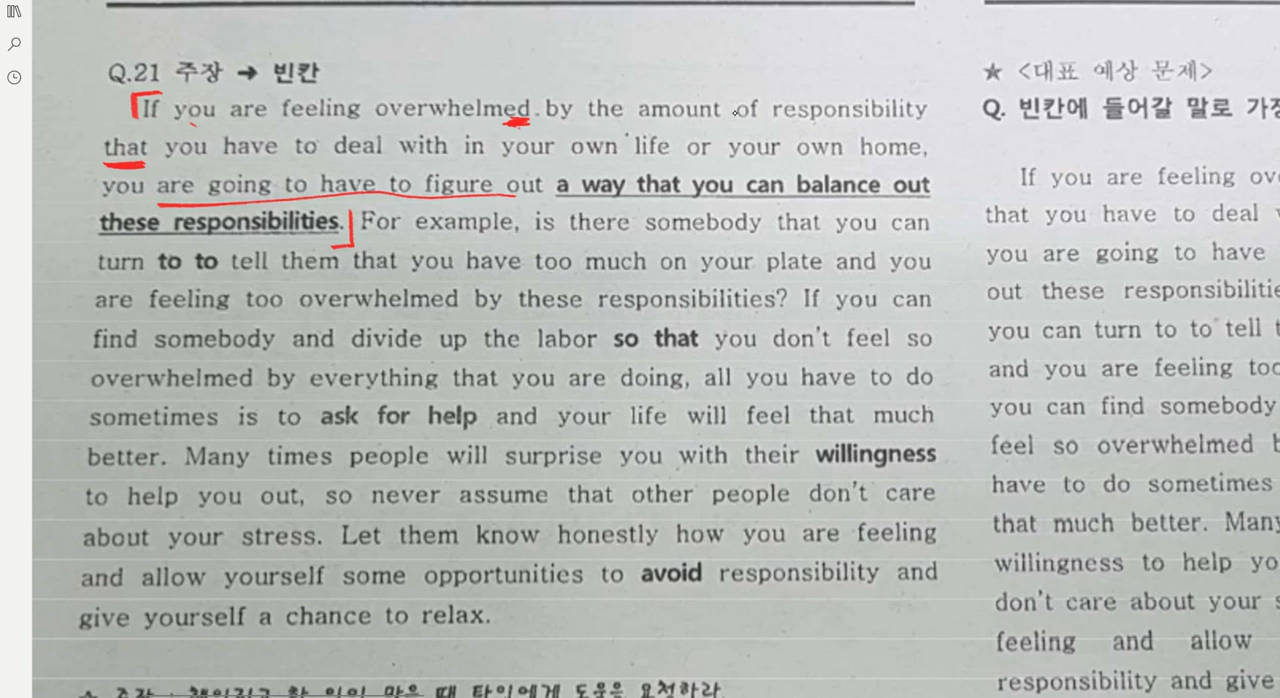 Q.21 주장 → 빈칸
If you are feeling overwhelmed by the amount of responsibility
that you have to deal with in your own life or your own home,
you are going to have to figure out a way that you can balance out
these responsibilities. For example, is there somebody that you can
turn to to tell them that you have too much on your plate and you
are feeling too overwhelmed by these responsibilities? If you can
find somebody and divide up the labor so that you don't feel so
overwhelmed by everything that you are doing, all you have to do
sometimes is to ask for help and your life will feel that much
better. Many times people will surprise you with their willingness
to help you out, so never assume that other people don't care
about your stress. Let them know honestly how you are feeling
and allow yourself some opportunities to avoid responsibility and
give yourself a chance to relax.
★ <대표 예상 문제>
Q. 빈칸에 들어갈 말로
If you are feeling
that you have to deal
you are going to have
out these
you can turn to to tell
and you are feeling
you can find somebody
feel so overwhelmed
have to do sometimes
that much better. Many
willingness to help
don't care about your
feeling and allow
responsibility and give